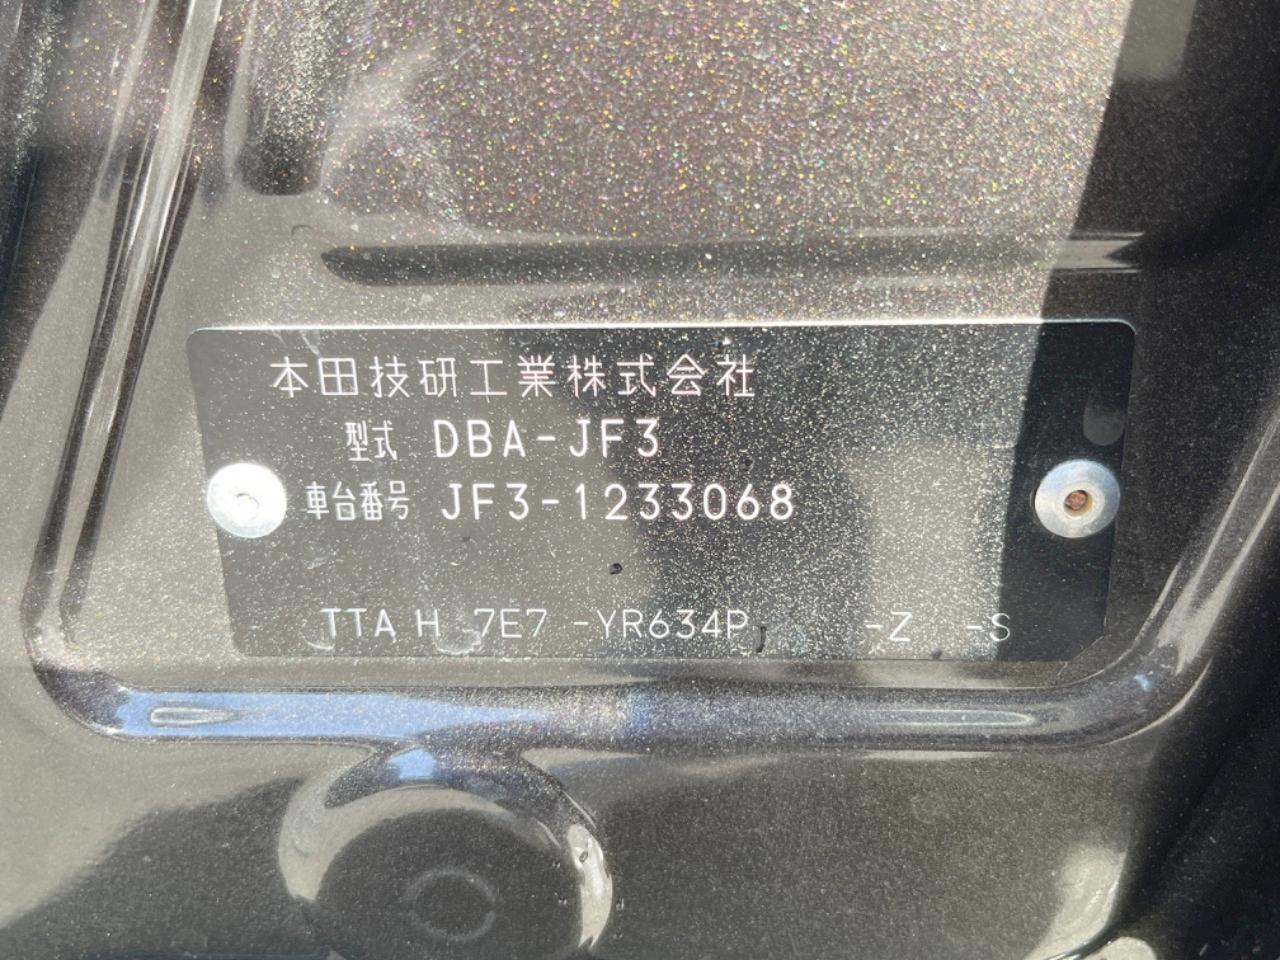 本田技研工業株式会社
型式 DBA-JF3
車台番号 JF3-1233068
TTA H 7E7 -YR634P -Z -S